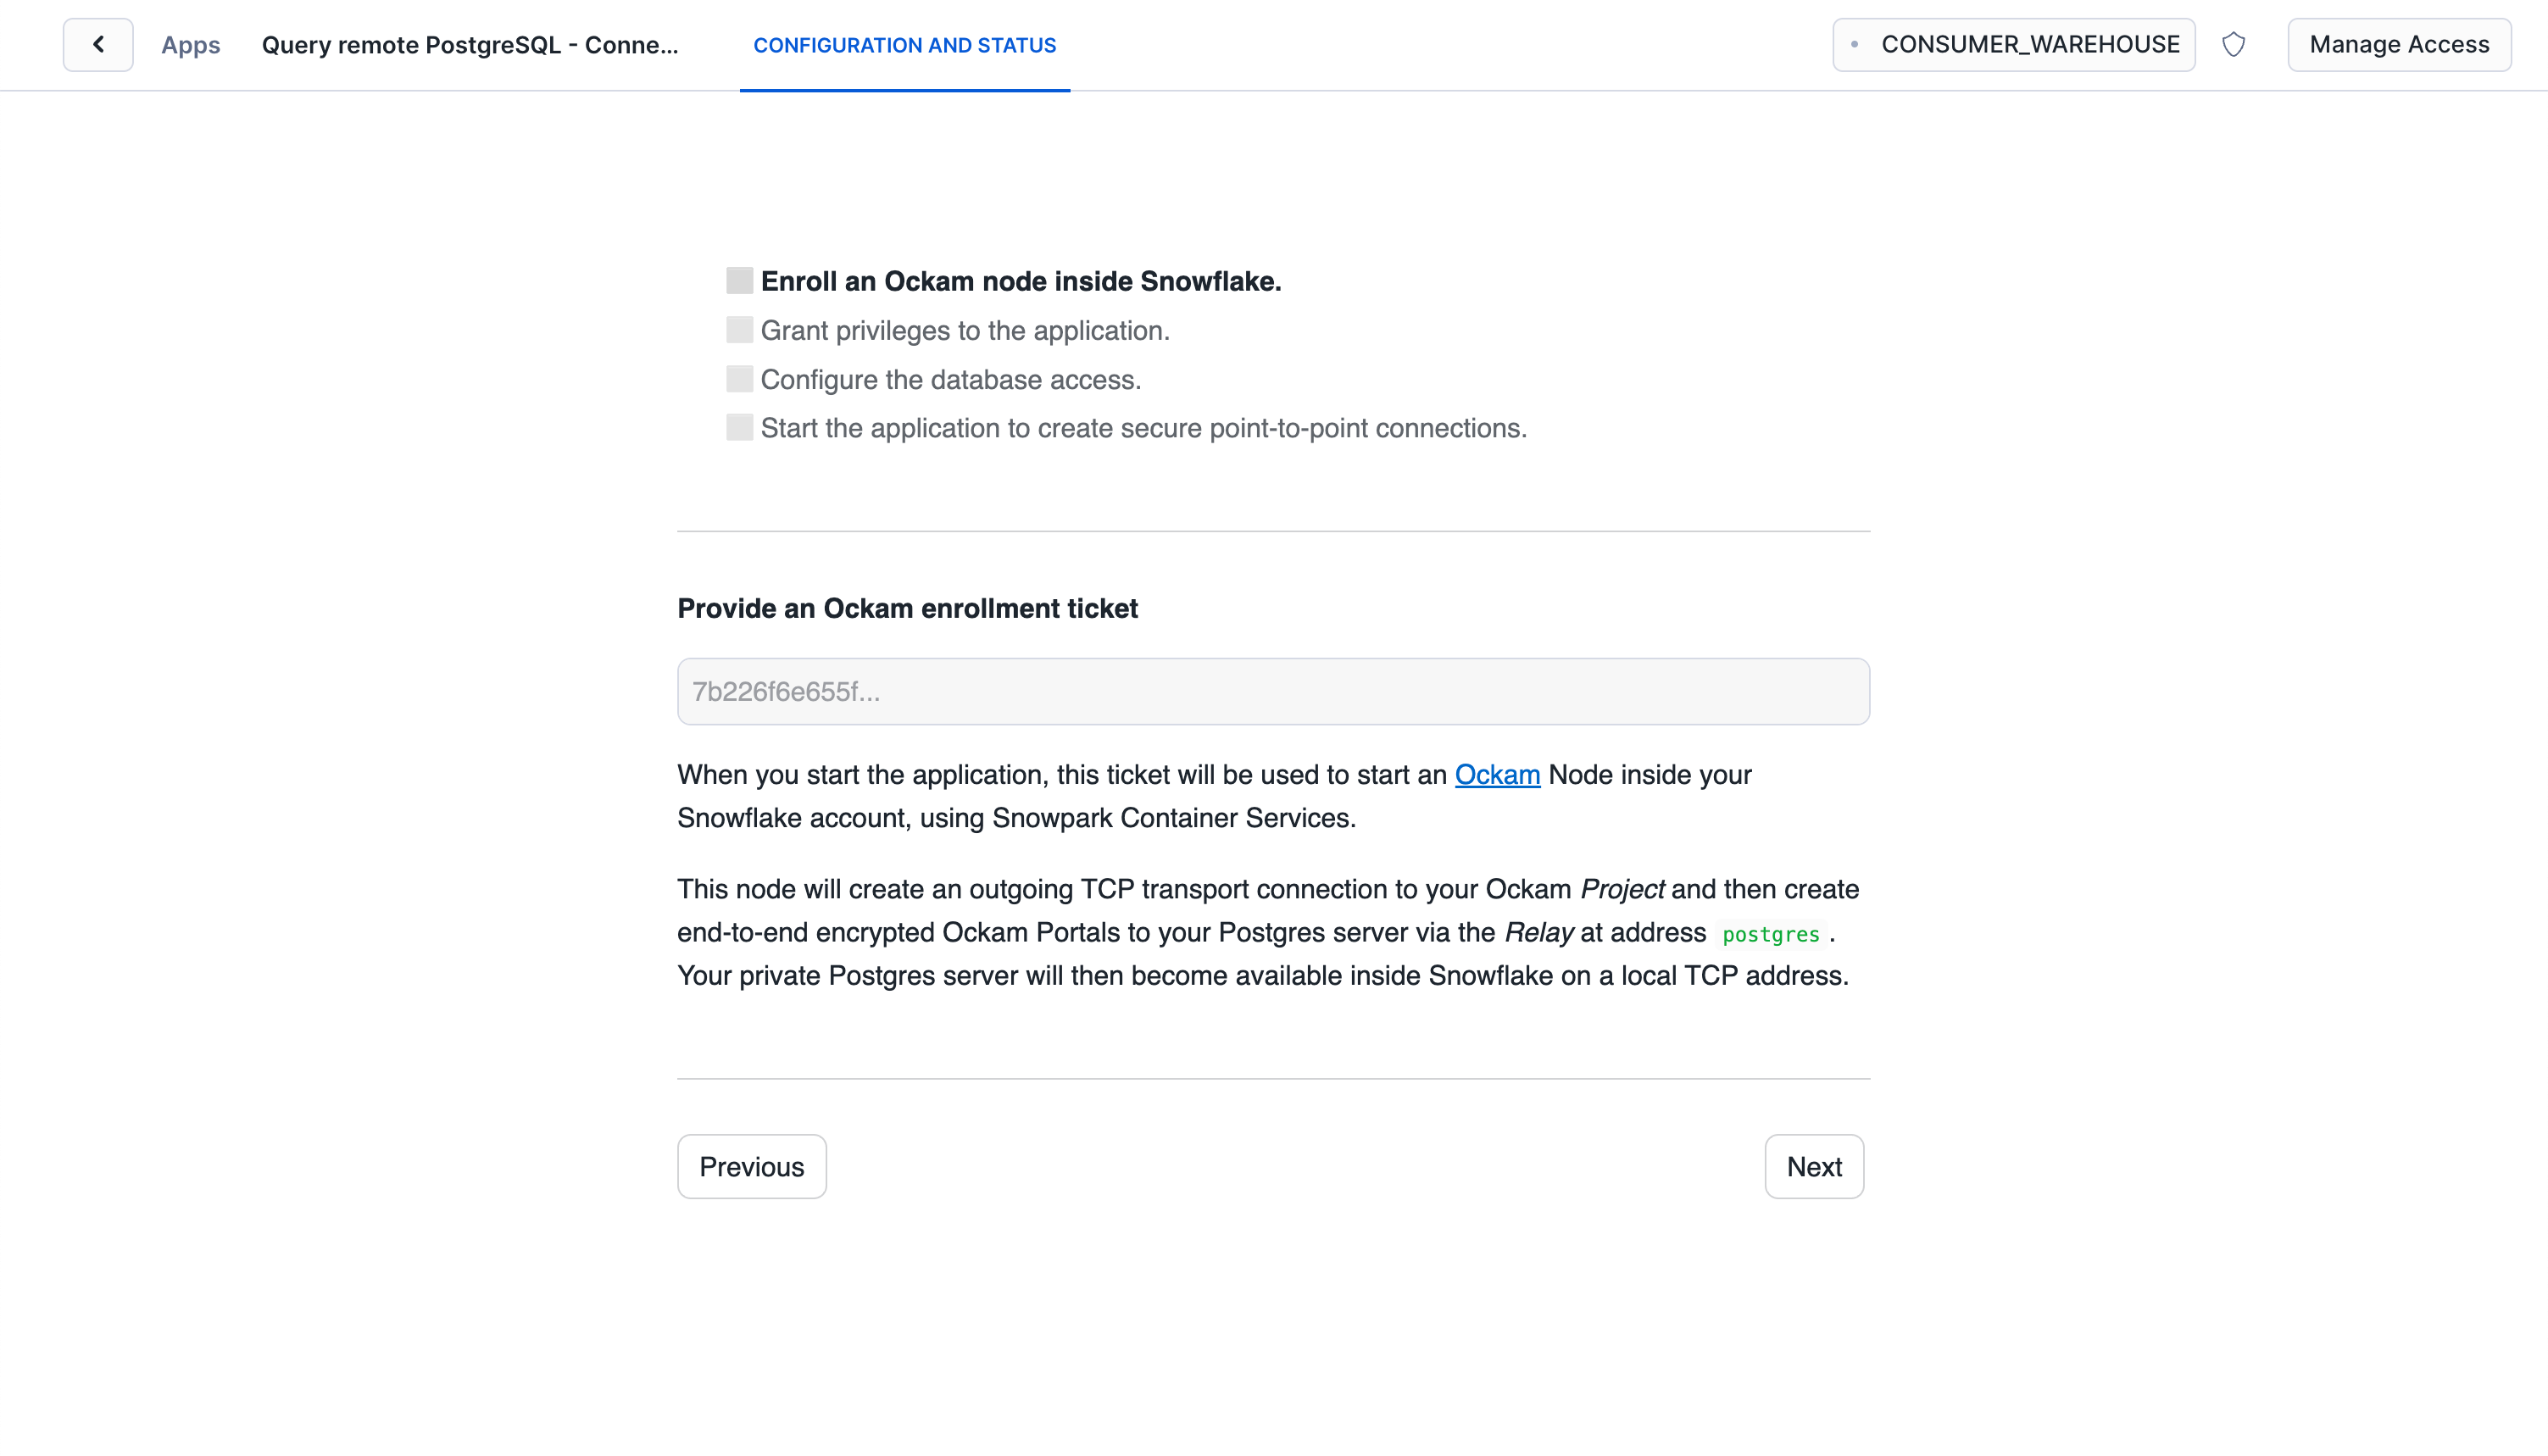 Apps
Query remote PostgreSQL - Conne...
CONFIGURATION AND STATUS
CONSUMER_WAREHOUSE
Manage Access
Enroll an Ockam node inside Snowflake.
Grant privileges to the application.
Configure the database access.
Start the application to create secure point-to-point connections.
Provide an Ockam enrollment ticket
7b226f6e655f...
When you start the application, this ticket will be used to start an Ockam Node inside your
Snowflake account, using Snowpark Container Services.
This node will create an outgoing TCP transport connection to your Ockam Project and then create
end-to-end encrypted Ockam Portals to your Postgres server via the Relay at address postgres.
Your private Postgres server will then become available inside Snowflake on a local TCP address.
Previous
Next